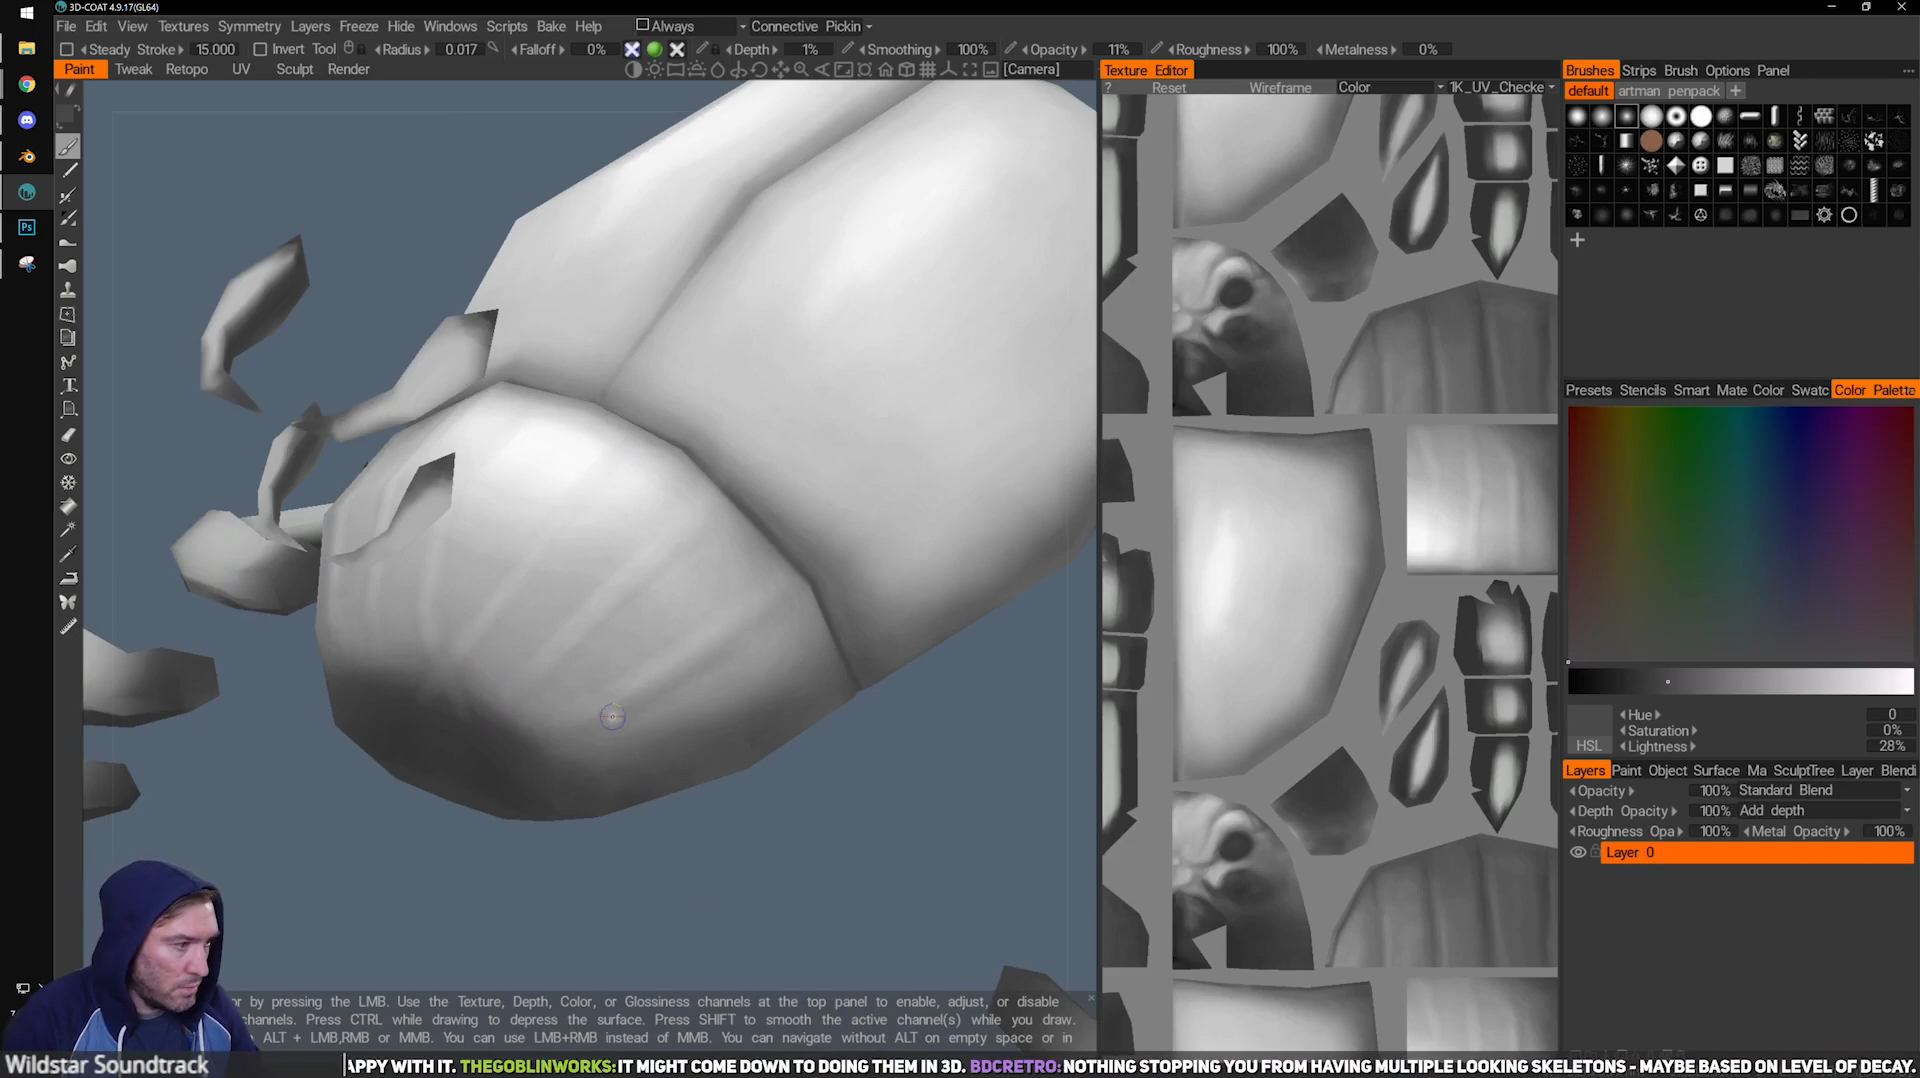 3D-COAT 4.9.17(GL64)
File Edit View Textures Symmetry Layers Freeze Hide Windows Scripts Bake Help Always Connective Pickin
Steady Stroke 15.000 Invert Tool Radius 0.017 Falloff 0% Depth 1% Smoothing 100% Opacity 11% Roughness 100% Metalness 0%
Paint Tweak Retopo UV Sculpt Render [Camera]
Texture Editor
? Reset Wireframe Color 1K_UV_Checke
Brushes Strips Brush Options Panel
default artman penpack
Presets Stencils Smart Mate Color Swatc Color Palette
Hue 0
Saturation 0%
HSL Lightness 28%
Layers Paint Object Surface Ma SculptTree Layer Blendi
Opacity 100% Standard Blend
Depth Opacity 100% Add depth
Roughness Opa 100% Metal Opacity 100%
Layer 0
or by pressing the LMB. Use the Texture, Depth, Color, or Glossiness channels at the top panel to enable, adjust, or disable
channels. Press CTRL while drawing to depress the surface. Press SHIFT to smooth the active channel(s) while you draw.
ALT + LMB,RMB or MMB. You can use LMB+RMB instead of MMB. You can navigate without ALT on empty space or in
Wildstar Soundtrack
APPY WITH IT. THEGOBLINWORKS: IT MIGHT COME DOWN TO DOING THEM IN 3D. BDCRETRO: NOTHING STOPPING YOU FROM HAVING MULTIPLE LOOKING SKELETONS - MAYBE BASED ON LEVEL OF DECAY.